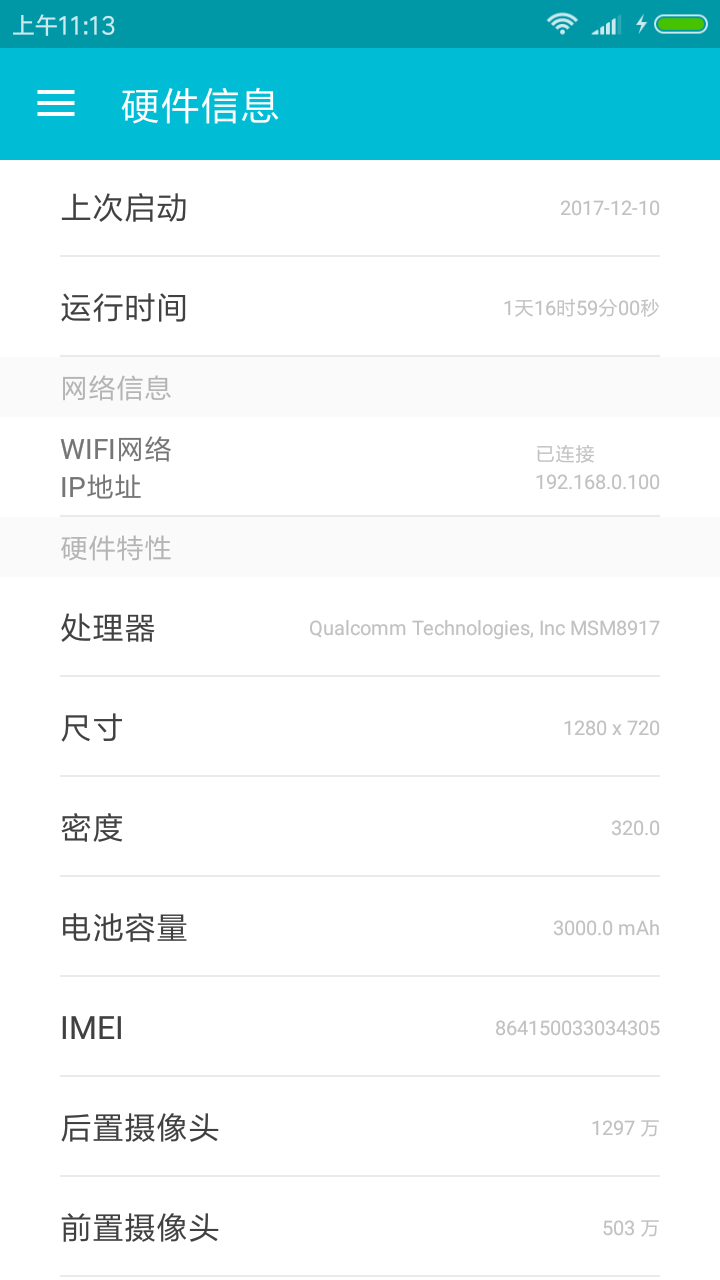 上午11:13
硬件信息
上次启动 2017-12-10
运行时间 1天16时59分00秒
网络信息
WIFI网络 已连接
IP地址 192.168.0.100
硬件特性
处理器 Qualcomm Technologies, Inc MSM8917
尺寸 1280 x 720
密度 320.0
电池容量 3000.0 mAh
IMEI 864150033034305
后置摄像头 1297 万
前置摄像头 503 万